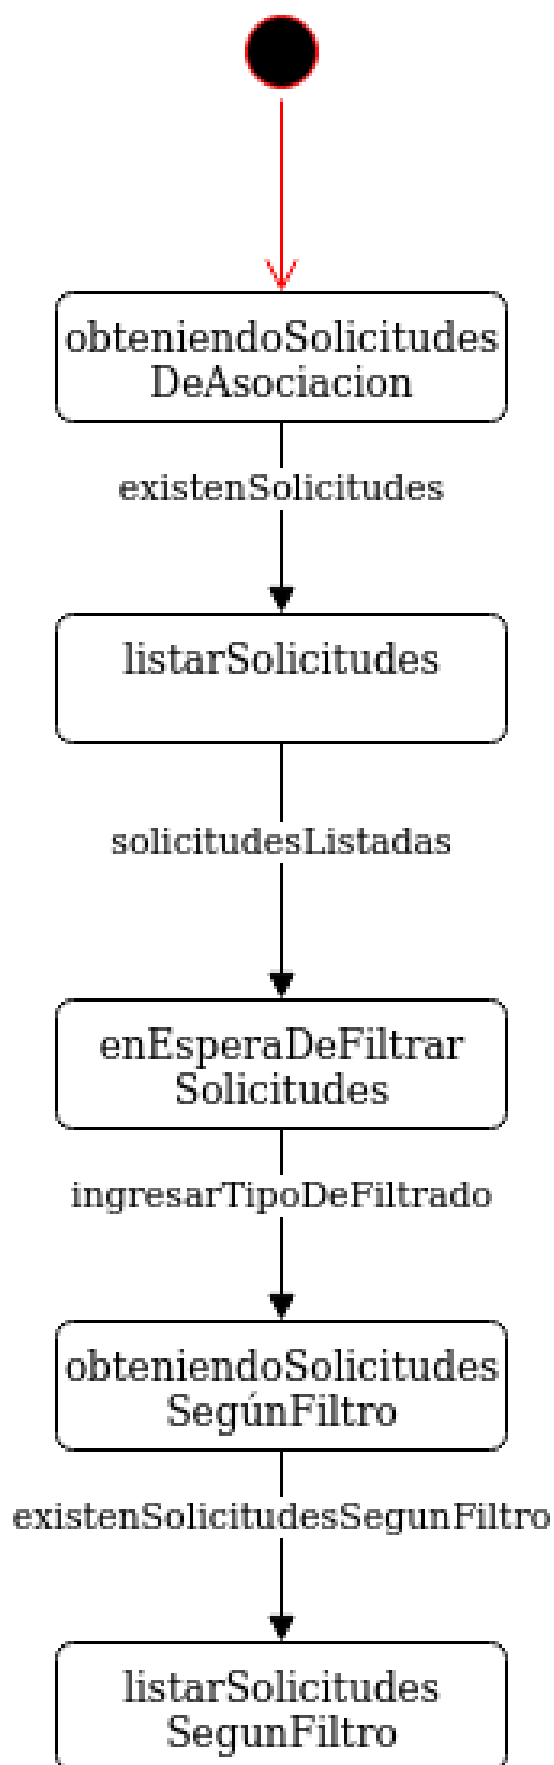 obteniendoSolicitudes
DeAsociacion
existenSolicitudes
listarSolicitudes
solicitudesListadas
enEsperaDeFiltrar
Solicitudes
ingresarTipoDeFiltrado
obteniendoSolicitudes
SegúnFiltro
existenSolicitudesSegunFiltro
listarSolicitudes
SegunFiltro